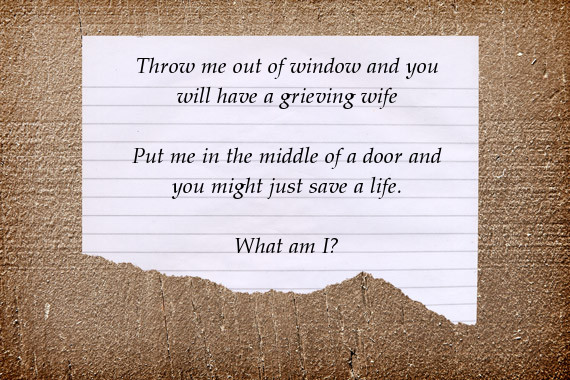 Throw me out of window and you
will have a grieving wife
Put me in the middle of a door and
you might just save a life.
What am I?